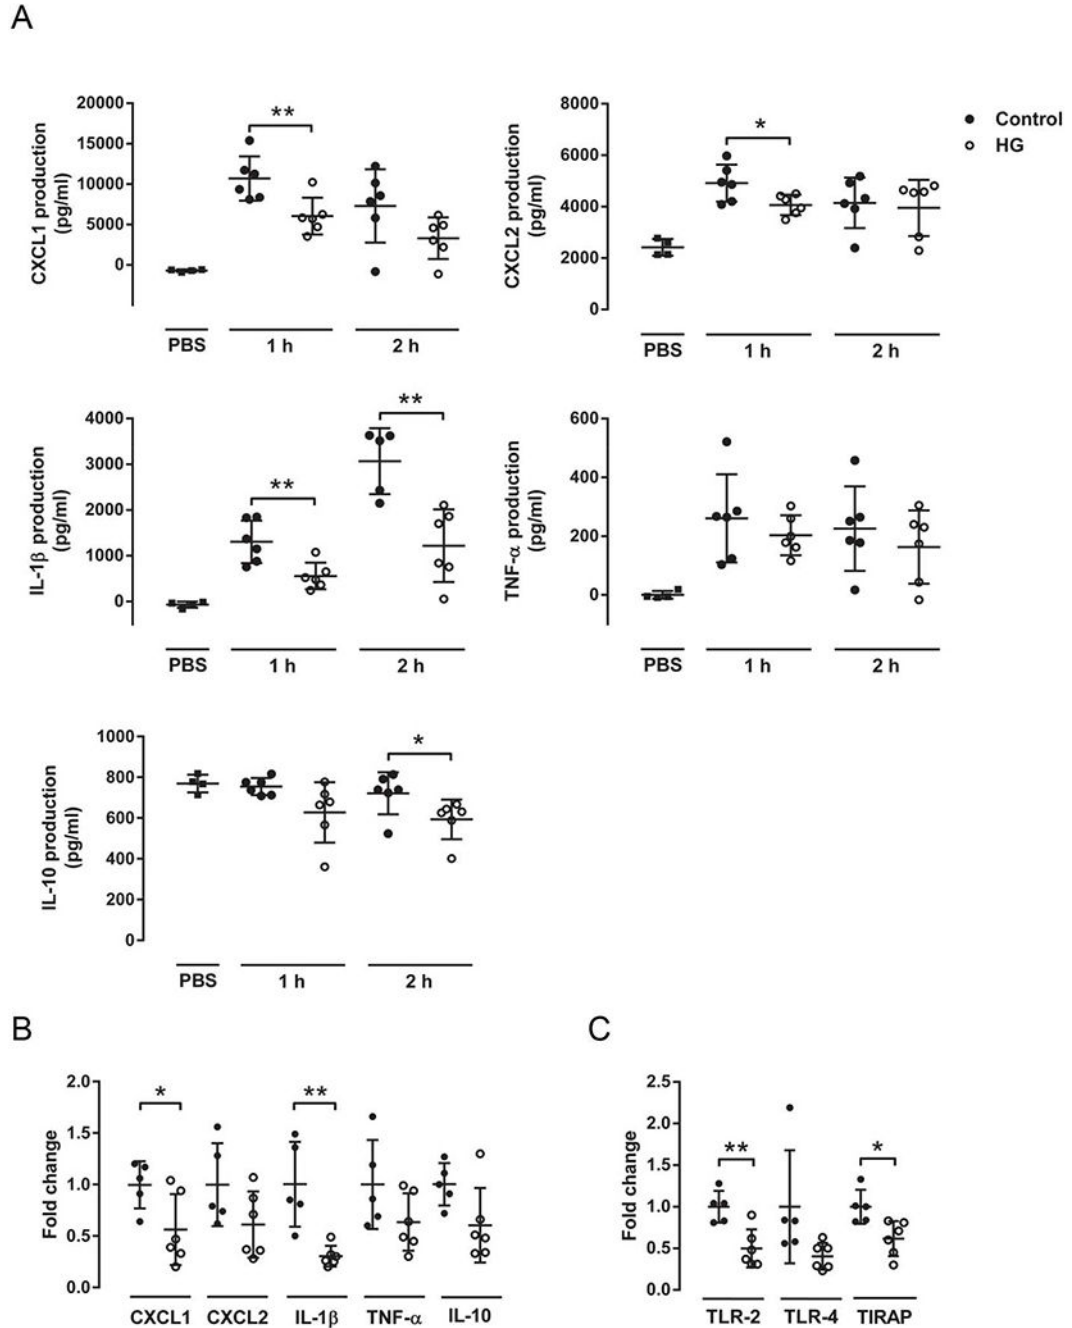 A
CXCL1 production
(pg/ml)
20000
15000
10000
5000
0
**
PBS
1 h
2 h
CXCL2 production
(pg/ml)
8000
6000
4000
2000
0
*
PBS
1 h
2 h
Control
HG
IL-1β production
(pg/ml)
4000
3000
2000
1000
0
**
**
PBS
1 h
2 h
TNF-α production
(pg/ml)
600
400
200
0
PBS
1 h
2 h
IL-10 production
(pg/ml)
1000
800
600
400
200
0
*
PBS
1 h
2 h
B
Fold change
2.0
1.5
1.0
0.5
0.0
*
**
CXCL1
CXCL2
IL-1β
TNF-α
IL-10
C
Fold change
2.5
2.0
1.5
1.0
0.5
0.0
**
*
TLR-2
TLR-4
TIRAP